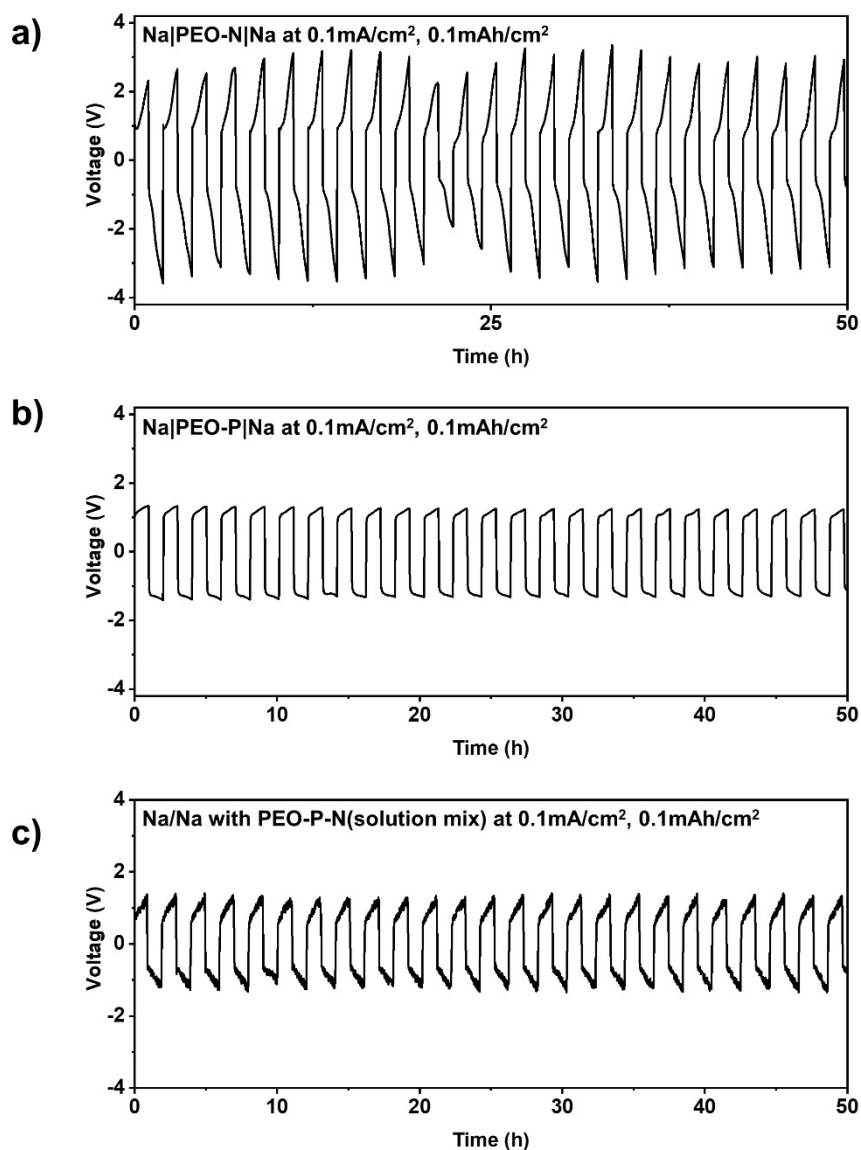 a)
Na|PEO-N|Na at 0.1mA/cm², 0.1mAh/cm²
Voltage (V)
4
2
0
-2
-4
0
25
50
Time (h)
b)
Na|PEO-P|Na at 0.1mA/cm², 0.1mAh/cm²
Voltage (V)
4
2
0
-2
-4
0
10
20
30
40
50
Time (h)
c)
Na/Na with PEO-P-N(solution mix) at 0.1mA/cm², 0.1mAh/cm²
Voltage (V)
4
2
0
-2
-4
0
10
20
30
40
50
Time (h)